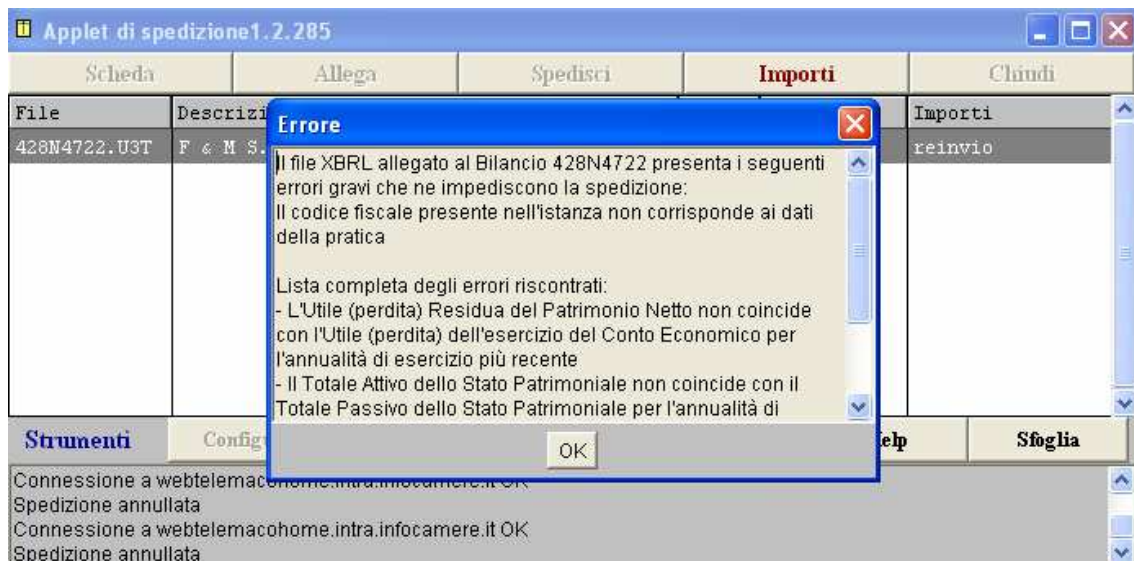 Applet di spedizione1.2.285
Scheda Allega Spedisci Importi Chiudi
File Descrizi Importi
428N4722.U3T F & M S. reinvio
Errore
Il file XBRL allegato al Bilancio 428N4722 presenta i seguenti
errori gravi che ne impediscono la spedizione:
Il codice fiscale presente nell'istanza non corrisponde ai dati
della pratica
Lista completa degli errori riscontrati:
- L'Utile (perdita) Residua del Patrimonio Netto non coincide
con l'Utile (perdita) dell'esercizio del Conto Economico per
l'annualità di esercizio più recente
- Il Totale Attivo dello Stato Patrimoniale non coincide con il
Totale Passivo dello Stato Patrimoniale per l'annualità di
OK
Strumenti Config elp Sfoglia
Connessione a webtelemacohome.intra.infocamere.it OK
Spedizione annullata
Connessione a webtelemacohome.intra.infocamere.it OK
Spedizione annullata